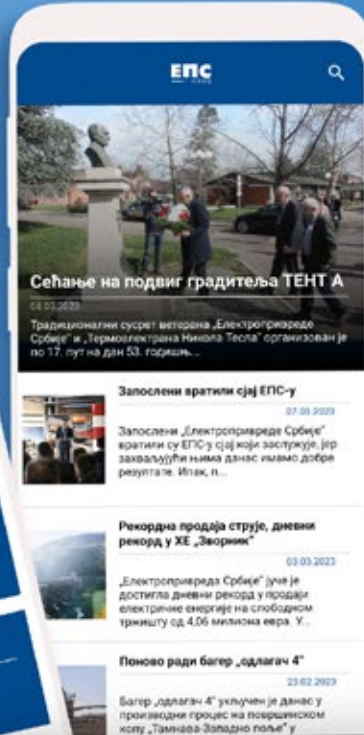 ЕПС
Сећање на подвиг градитеља ТЕНТ А
08.03.2023
Традиционални сусрет ветерана „Електропривреде
Србије" и „Термоелектрана Никола Тесла" организован је
по 17. пут на дан 53. годишњ...
Запослени вратили сјај ЕПС-у
07.03.2023
Запослени „Електропривреде Србије"
вратили су ЕПС-у сјај који заслужује, јер
захваљујући њима данас имамо добре
резултате. Ипак, п...
Рекордна продаја струје, дневни
рекорд у ХЕ „Зворник"
03.03.2023
„Електропривреда Србије" јуче је
достигла дневни рекорд у продаји
електричне енергије на слободном
тржишту од 4,06 милиона евра. У...
Поново ради багер „одлагач 4"
23.02.2023
Багер „одлагач 4" укључен је данас у
производни процес на површинском
копу „Тамнава-Западно поље" у